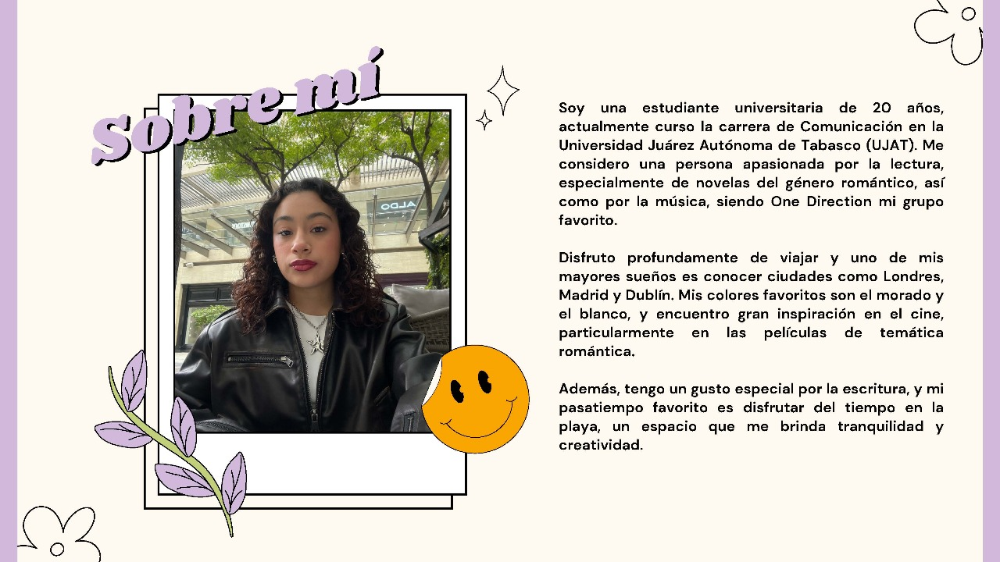 Sobre mí
ALDO
Soy una estudiante universitaria de 20 años,
actualmente curso la carrera de Comunicación en la
Universidad Juárez Autónoma de Tabasco (UJAT). Me
considero una persona apasionada por la lectura,
especialmente de novelas del género romántico, así
como por la música, siendo One Direction mi grupo
favorito.
Disfruto profundamente de viajar y uno de mis
mayores sueños es conocer ciudades como Londres,
Madrid y Dublín. Mis colores favoritos son el morado y
el blanco, y encuentro gran inspiración en el cine,
particularmente en las películas de temática
romántica.
Además, tengo un gusto especial por la escritura, y mi
pasatiempo favorito es disfrutar del tiempo en la
playa, un espacio que me brinda tranquilidad y
creatividad.